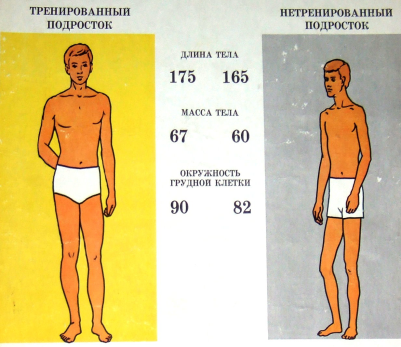 ТРЕНИРОВАННЫЙ
ПОДРОСТОК
НЕТРЕНИРОВАННЫЙ
ПОДРОСТОК
ДЛИНА ТЕЛА
175 165
МАССА ТЕЛА
67 60
ОКРУЖНОСТЬ
ГРУДНОЙ КЛЕТКИ
90 82